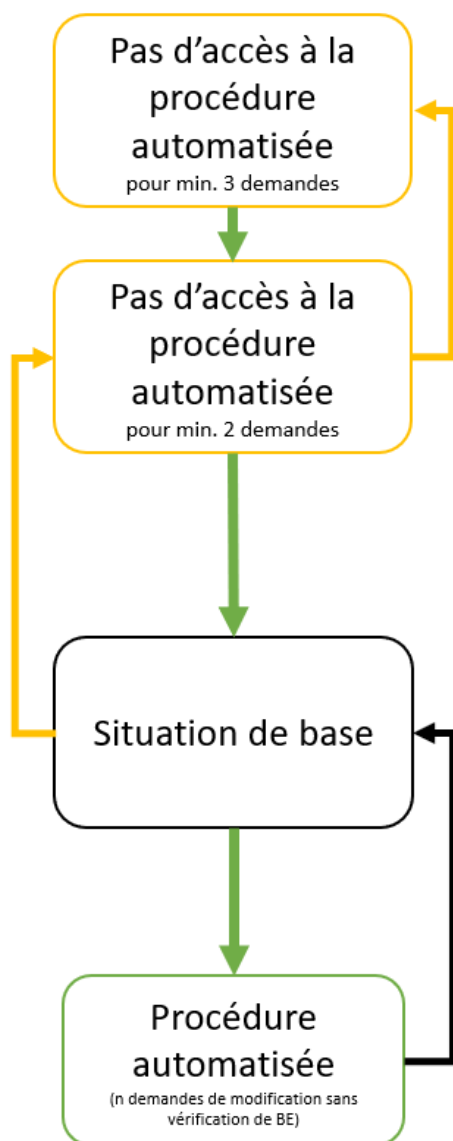 Pas d’accès à la
procédure
automatisée
pour min. 3 demandes
Pas d’accès à la
procédure
automatisée
pour min. 2 demandes
Situation de base
Procédure
automatisée
(n demandes de modification sans
vérification de BE)